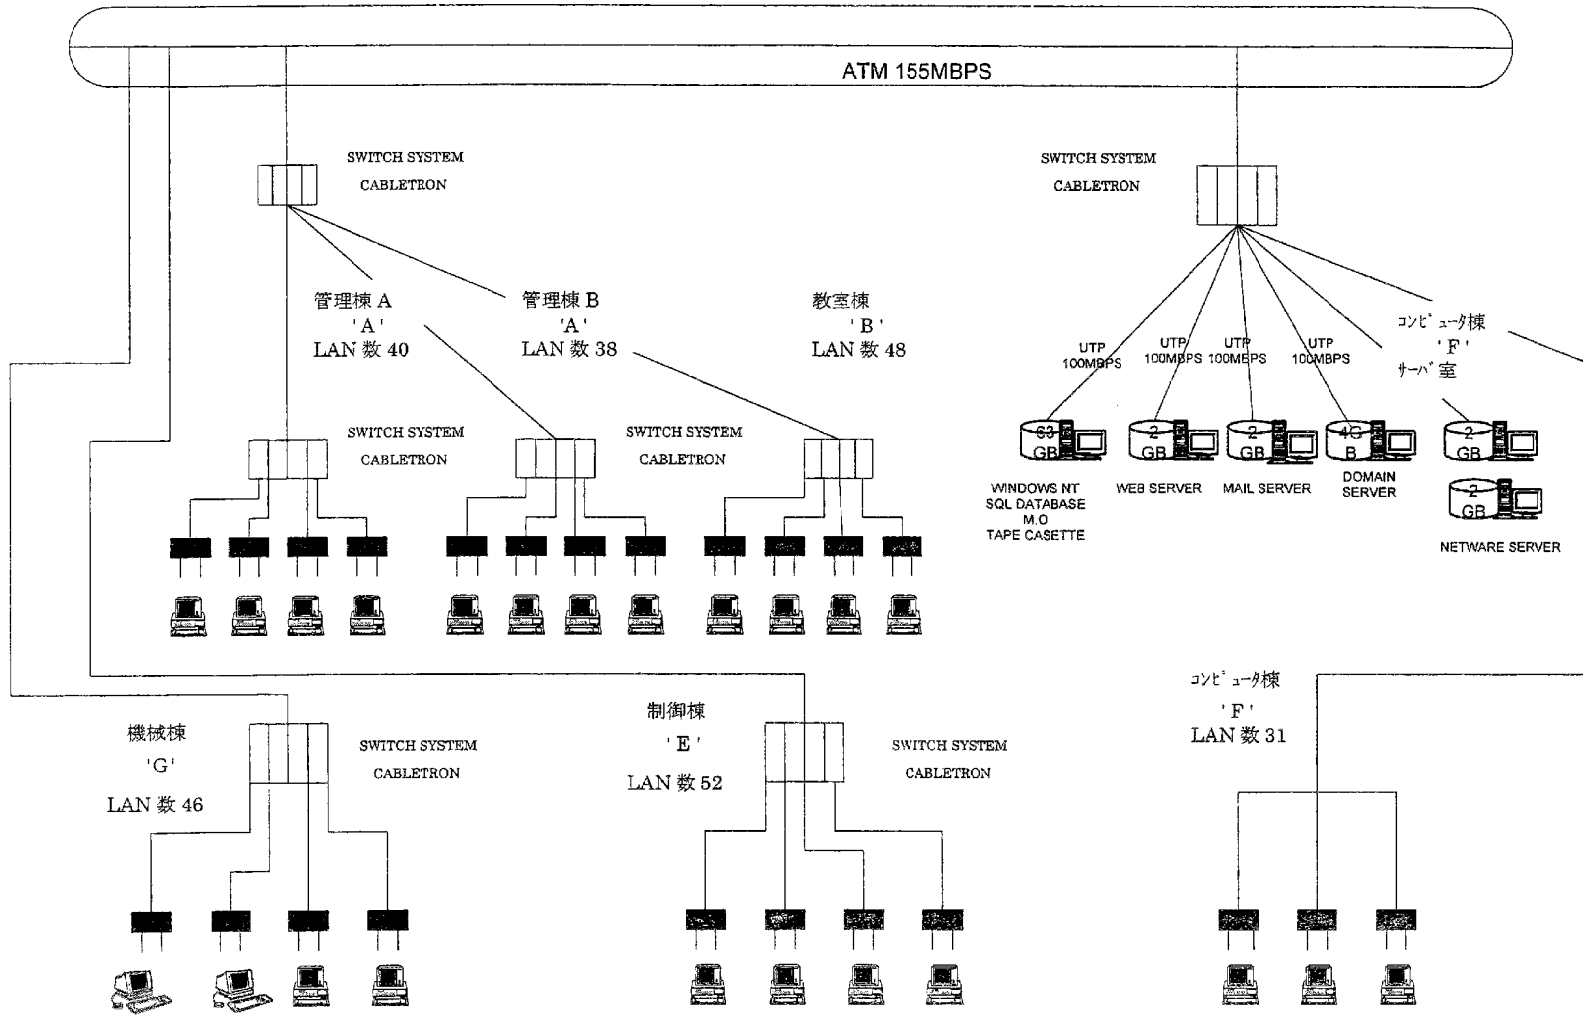 ATM 155MBPS
SWITCH SYSTEM
CABLETRON
SWITCH SYSTEM
CABLETRON
管理棟 A
'A'
LAN 数 40
管理棟 B
'A'
LAN 数 38
教室棟
'B'
LAN 数 48
コンピュータ棟
'F'
サーバ室
UTP
100MBPS
UTP
100MBPS
UTP
100MBPS
UTP
100MBPS
SWITCH SYSTEM
CABLETRON
SWITCH SYSTEM
CABLETRON
63
GB
2
GB
2
GB
4G
B
2
GB
2
GB
WINDOWS NT
SQL DATABASE
M.O
TAPE CASETTE
WEB SERVER
MAIL SERVER
DOMAIN
SERVER
NETWARE SERVER
機械棟
'G'
LAN 数 46
SWITCH SYSTEM
CABLETRON
制御棟
'E'
LAN 数 52
SWITCH SYSTEM
CABLETRON
コンピュータ棟
'F'
LAN 数 31